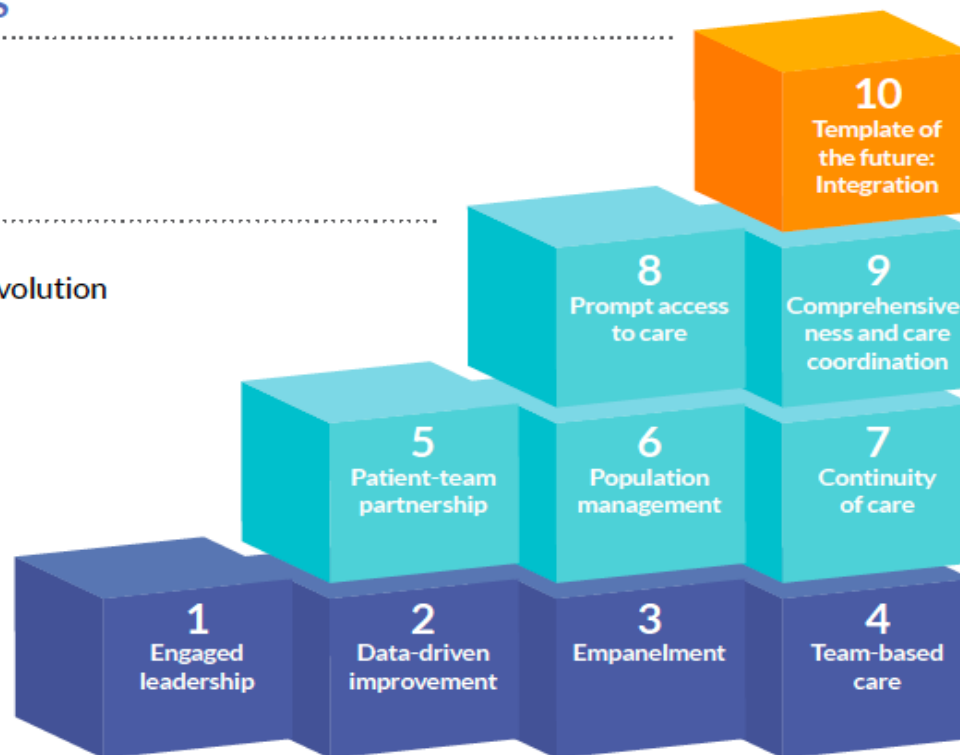 volution
10
Template of
the future:
Integration
8
Prompt access
to care
9
Comprehensive
ness and care
coordination
5
Patient-team
partnership
6
Population
management
7
Continuity
of care
1
Engaged
leadership
2
Data-driven
improvement
3
Empanelment
4
Team-based
care